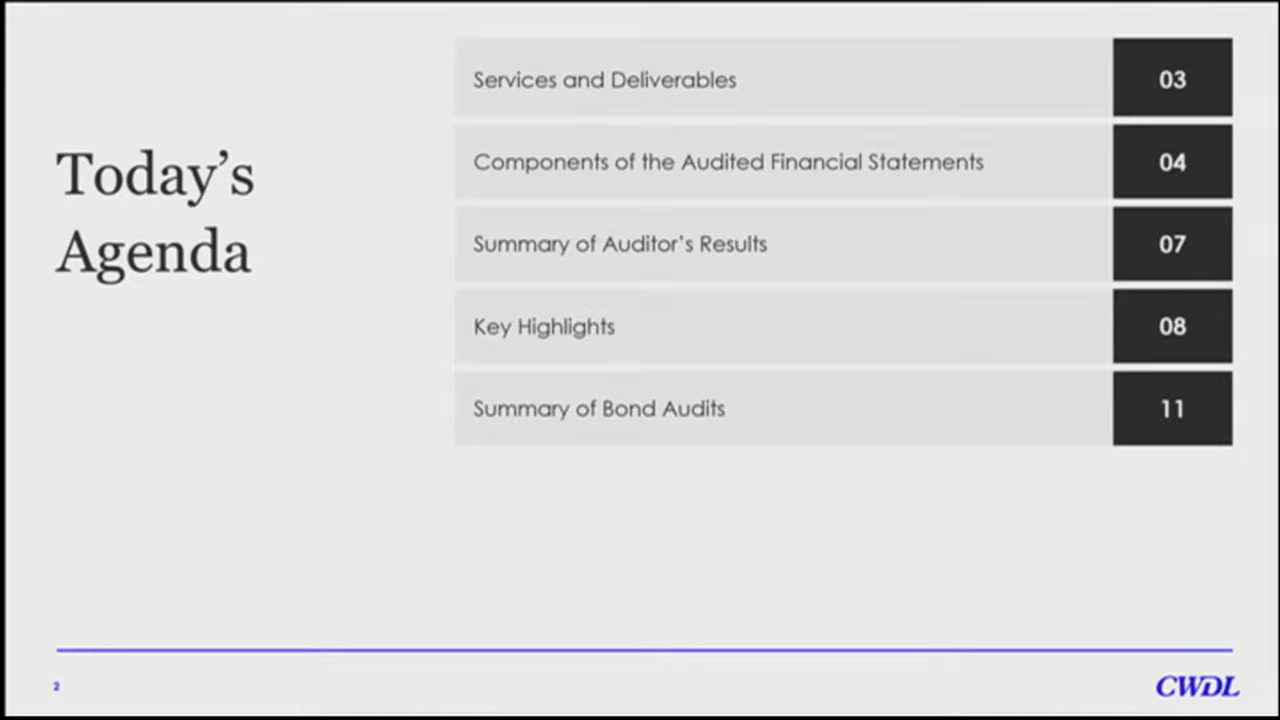 Today’s
Agenda
Services and Deliverables 03
Components of the Audited Financial Statements 04
Summary of Auditor’s Results 07
Key Highlights 08
Summary of Bond Audits 11
2
CWDL